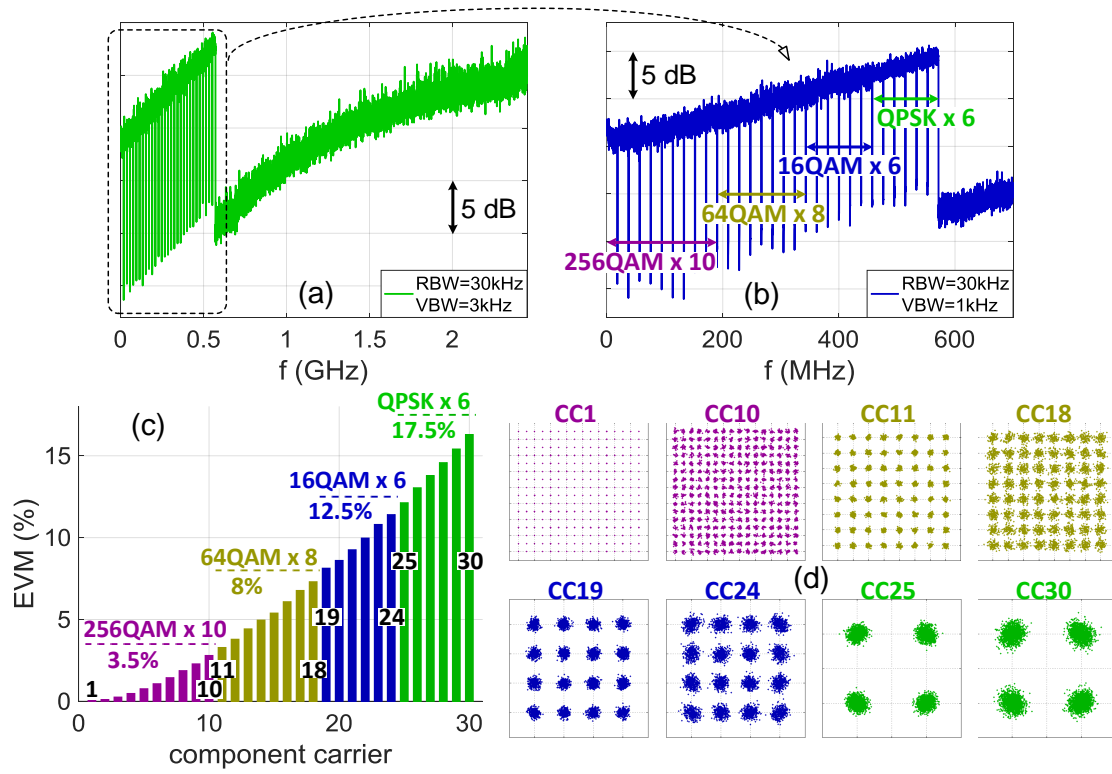 5 dB
(a)
RBW=30kHz
VBW=3kHz
0 0.5 1 1.5 2
f (GHz)
5 dB
QPSK x 6
16QAM x 6
64QAM x 8
256QAM x 10
(b)
RBW=30kHz
VBW=1kHz
0 200 400 600
f (MHz)
(c)
QPSK x 6
17.5%
16QAM x 6
12.5%
64QAM x 8
8%
256QAM x 10
3.5%
1 10 11 18 19 24 25 30
15
10
5
0
EVM (%)
0 10 20 30
component carrier
CC1 CC10 CC11 CC18
(d)
CC19 CC24 CC25 CC30